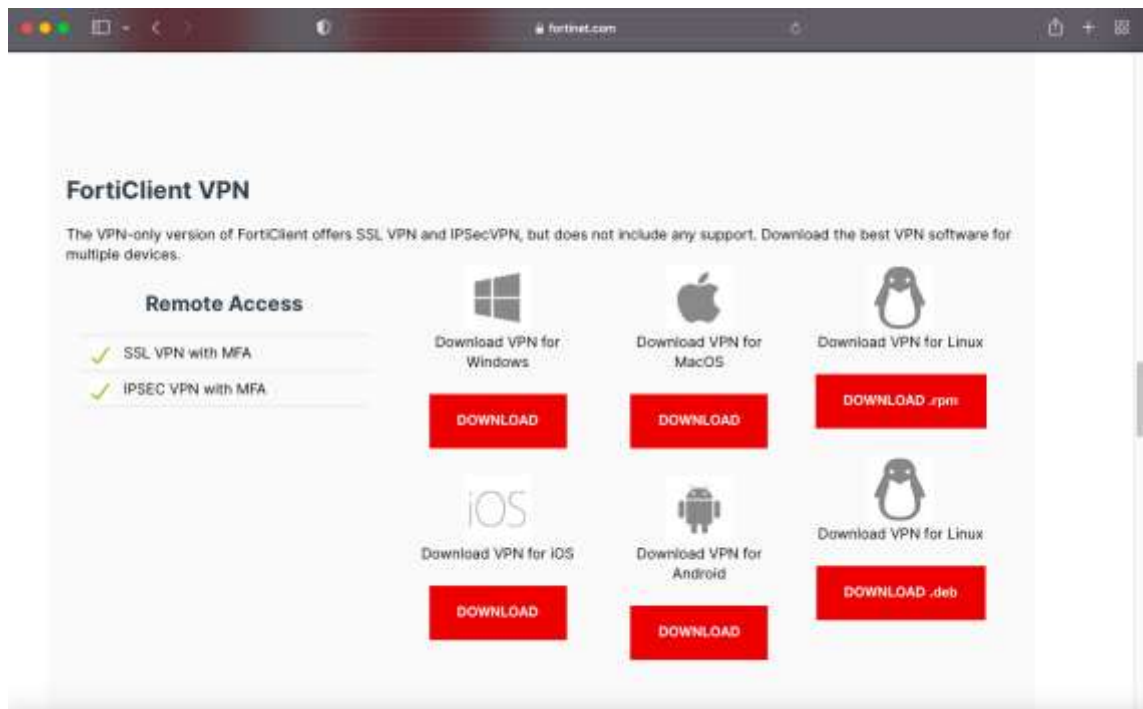 fortinet.com
FortiClient VPN
The VPN-only version of FortiClient offers SSL VPN and IPSecVPN, but does not include any support. Download the best VPN software for
multiple devices.
Remote Access
SSL VPN with MFA
IPSEC VPN with MFA
Download VPN for
Windows
DOWNLOAD
Download VPN for
MacOS
DOWNLOAD
Download VPN for Linux
DOWNLOAD .rpm
iOS
Download VPN for iOS
DOWNLOAD
Download VPN for
Android
DOWNLOAD
Download VPN for Linux
DOWNLOAD .deb